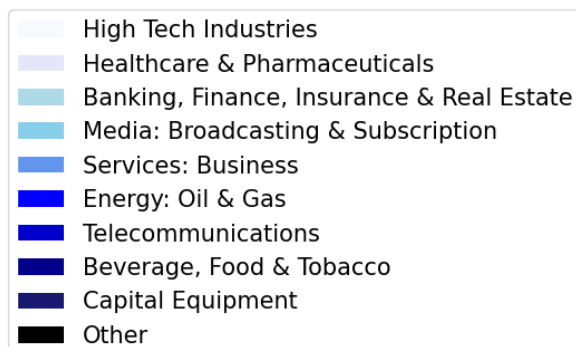 High Tech Industries
Healthcare & Pharmaceuticals
Banking, Finance, Insurance & Real Estate
Media: Broadcasting & Subscription
Services: Business
Energy: Oil & Gas
Telecommunications
Beverage, Food & Tobacco
Capital Equipment
Other